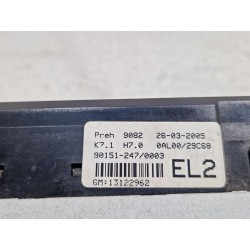 Preh 9082 26-03-2005
K7.1 H7.0 0AL00/29C68
90151-247/0003
EL2
GM:13122962